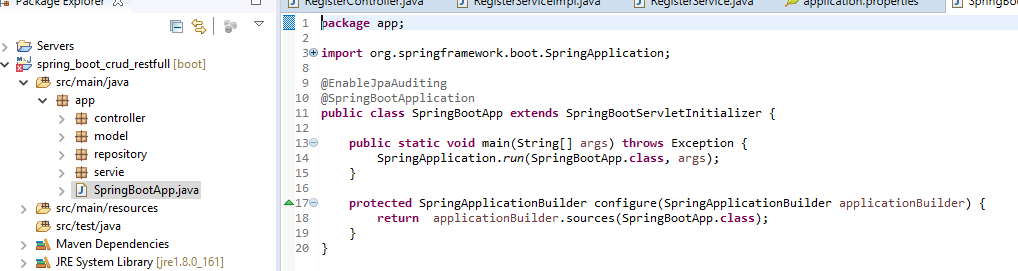 Package Explorer
Servers
spring_boot_crud_restfull [boot]
src/main/java
app
controller
model
repository
servie
SpringBootApp.java
src/main/resources
src/test/java
Maven Dependencies
JRE System Library [jre1.8.0_161]
RegisterController.java
RegisterServiceImpl.java
RegisterService.java
application.properties
SpringBo
1 package app;
2
3 import org.springframework.boot.SpringApplication;
8
9 @EnableJpaAuditing
10 @SpringBootApplication
11 public class SpringBootApp extends SpringBootServletInitializer {
12
13 public static void main(String[] args) throws Exception {
14 SpringApplication.run(SpringBootApp.class, args);
15 }
16
17 protected SpringApplicationBuilder configure(SpringApplicationBuilder applicationBuilder) {
18 return applicationBuilder.sources(SpringBootApp.class);
19 }
20 }